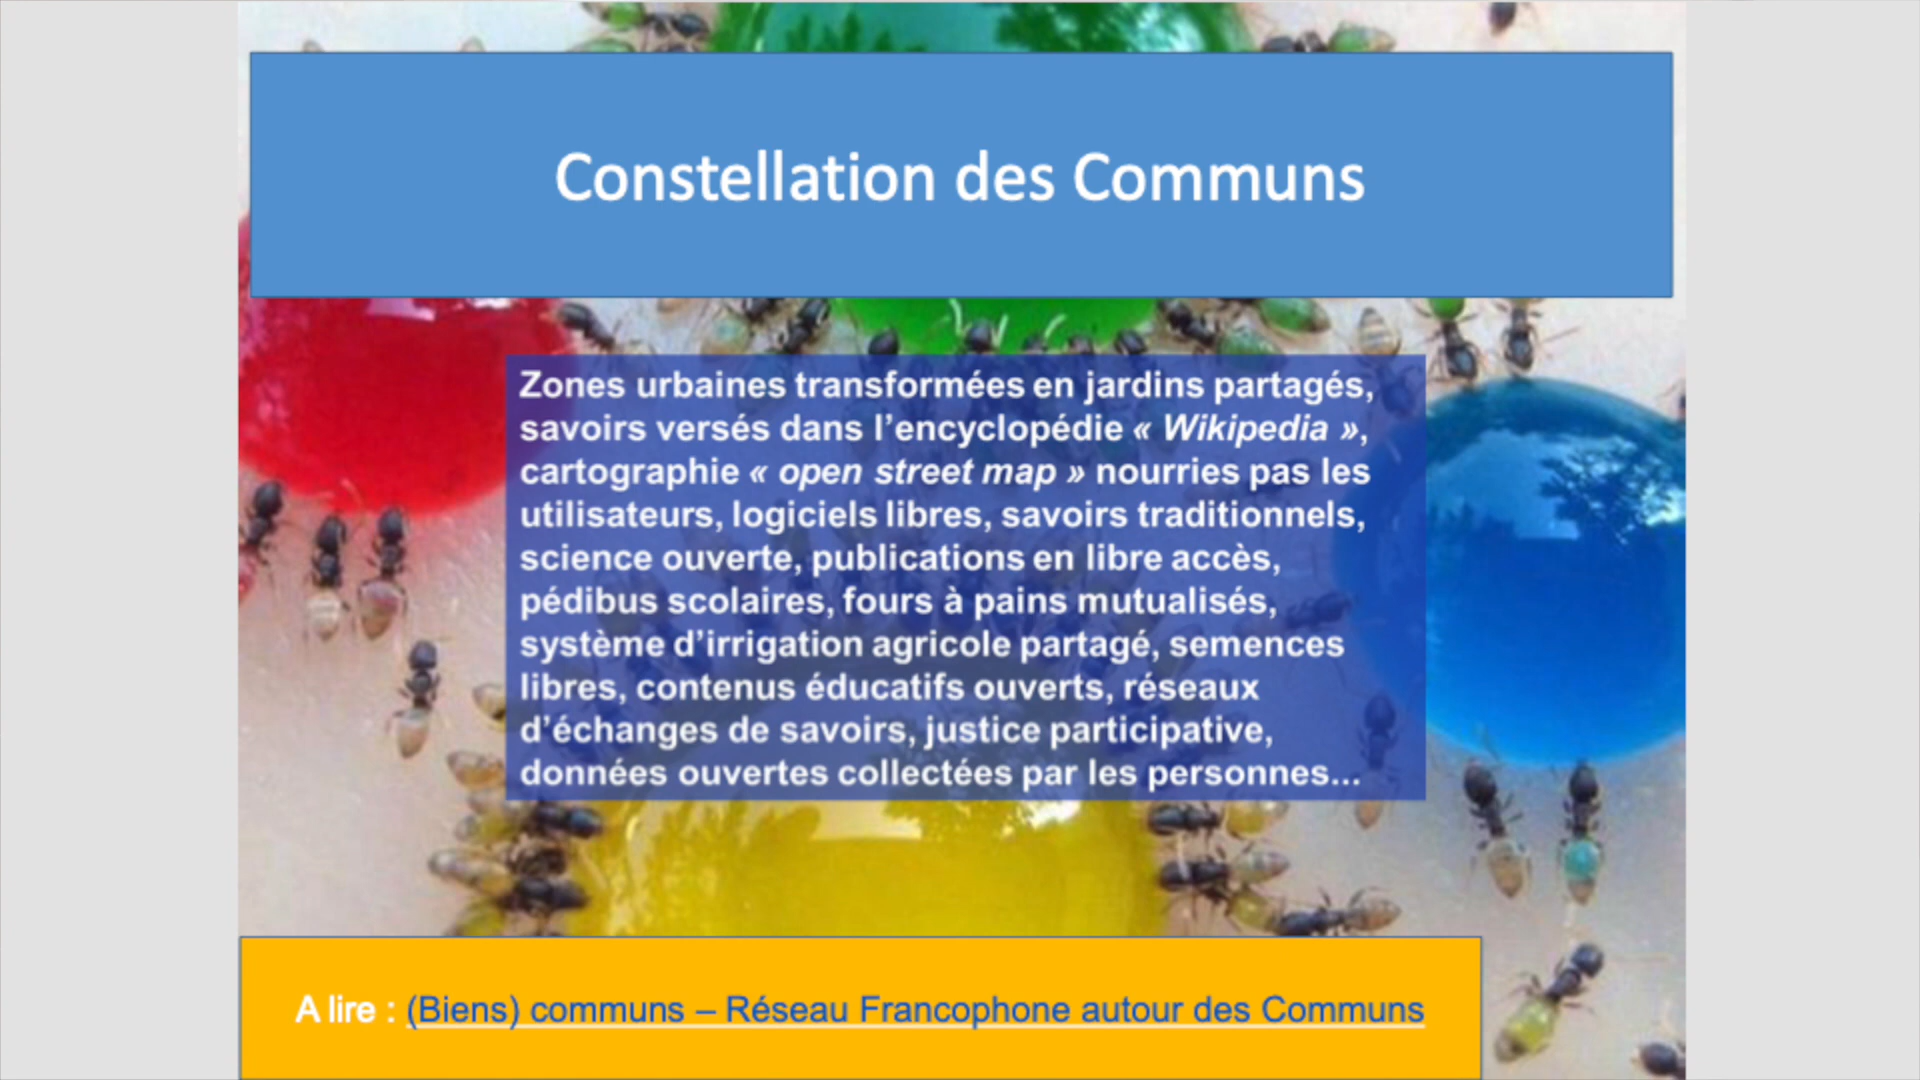 Constellation des Communs
Zones urbaines transformées en jardins partagés,
savoirs versés dans l’encyclopédie « Wikipedia »,
cartographie « open street map » nourries pas les
utilisateurs, logiciels libres, savoirs traditionnels,
science ouverte, publications en libre accès,
pédibus scolaires, fours à pains mutualisés,
système d’irrigation agricole partagé, semences
libres, contenus éducatifs ouverts, réseaux
d’échanges de savoirs, justice participative,
données ouvertes collectées par les personnes...
A lire : (Biens) communs – Réseau Francophone autour des Communs